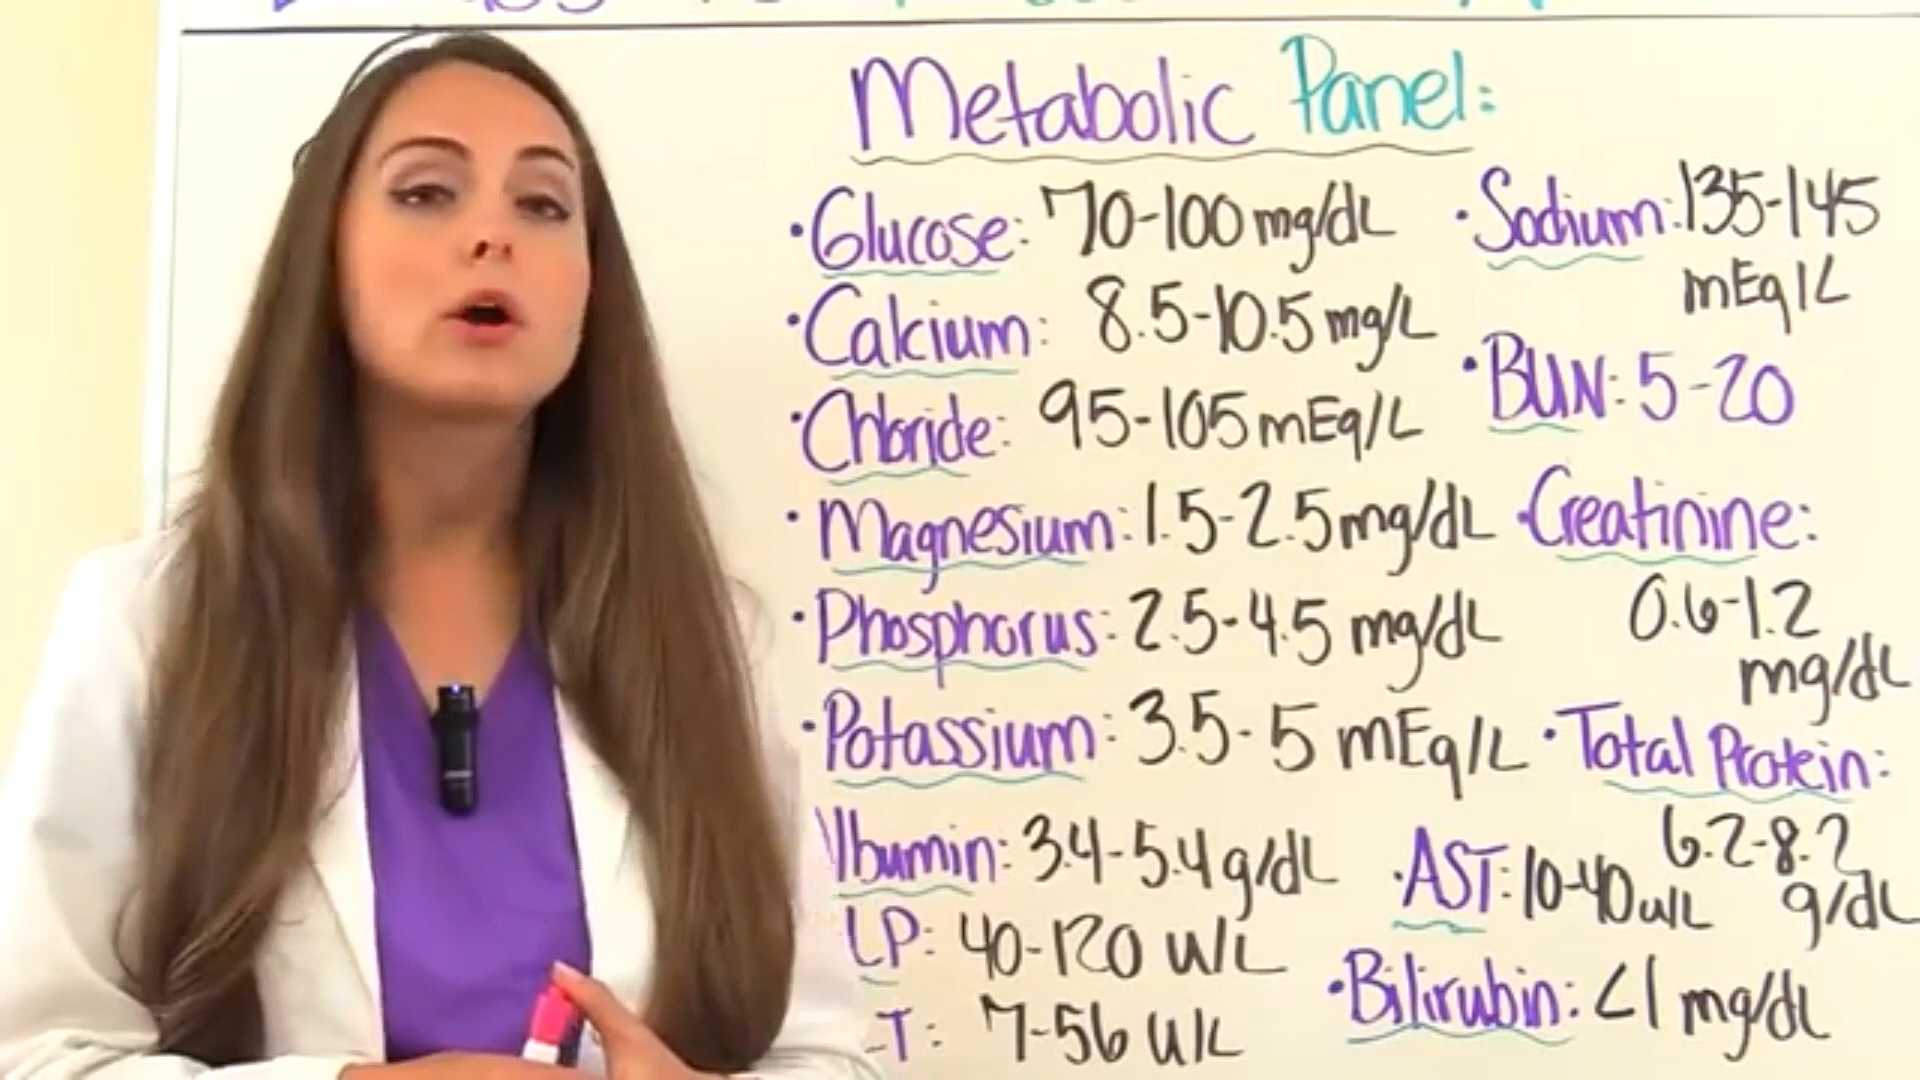 Metabolic Panel:
• Glucose: 70-100 mg/dL
• Calcium: 8.5-10.5 mg/L
• Chloride: 95-105 mEq/L
• Magnesium: 1.5-2.5 mg/dL
• Phosphorus: 2.5-4.5 mg/dL
• Potassium: 3.5-5 mEq/L
lbumin: 3.4-5.4 g/dL
LP: 40-120 u/L
T: 7-56 u/L
• Sodium: 135-145
mEq/L
• BUN: 5-20
• Creatinine:
0.6-1.2
mg/dL
• Total Protein:
6.2-8.2
g/dL
• AST: 10-40 u/L
• Bilirubin: <1 mg/dL